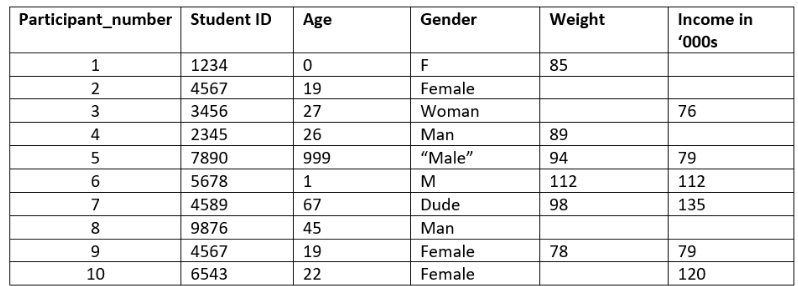 Participant_number Student ID Age Gender Weight Income in
‘000s
1 1234 0 F 85
2 4567 19 Female
3 3456 27 Woman 76
4 2345 26 Man 89
5 7890 999 “Male” 94 79
6 5678 1 M 112 112
7 4589 67 Dude 98 135
8 9876 45 Man
9 4567 19 Female 78 79
10 6543 22 Female 120